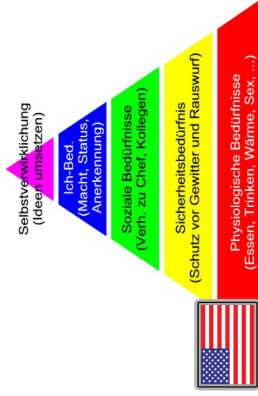 Selbstverwirklichung
(Ideen umsetzen)
Ich-Bed.
(Macht, Status,
Anerkennung)
Soziale Bedürfnisse
(Verh. zu Chef, Kollegen)
Sicherheitsbedürfnis
(Schutz vor Gewitter und Rauswurf)
Physiologische Bedürfnisse
(Essen, Trinken, Wärme, Sex, ...)